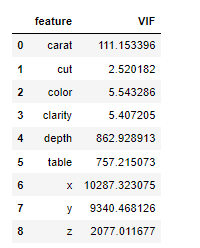 feature VIF
0 carat 111.153396
1 cut 2.520182
2 color 5.543286
3 clarity 5.407205
4 depth 862.928913
5 table 757.215073
6 x 10287.323075
7 y 9340.468126
8 z 2077.011677